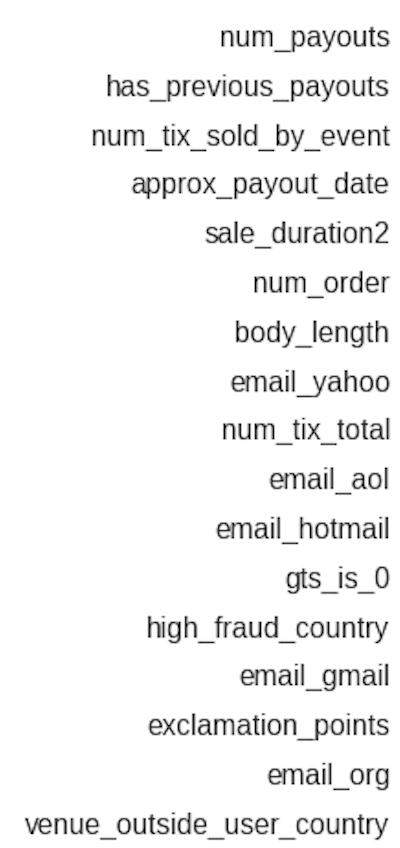 num_payouts
has_previous_payouts
num_tix_sold_by_event
approx_payout_date
sale_duration2
num_order
body_length
email_yahoo
num_tix_total
email_aol
email_hotmail
gts_is_0
high_fraud_country
email_gmail
exclamation_points
email_org
venue_outside_user_country